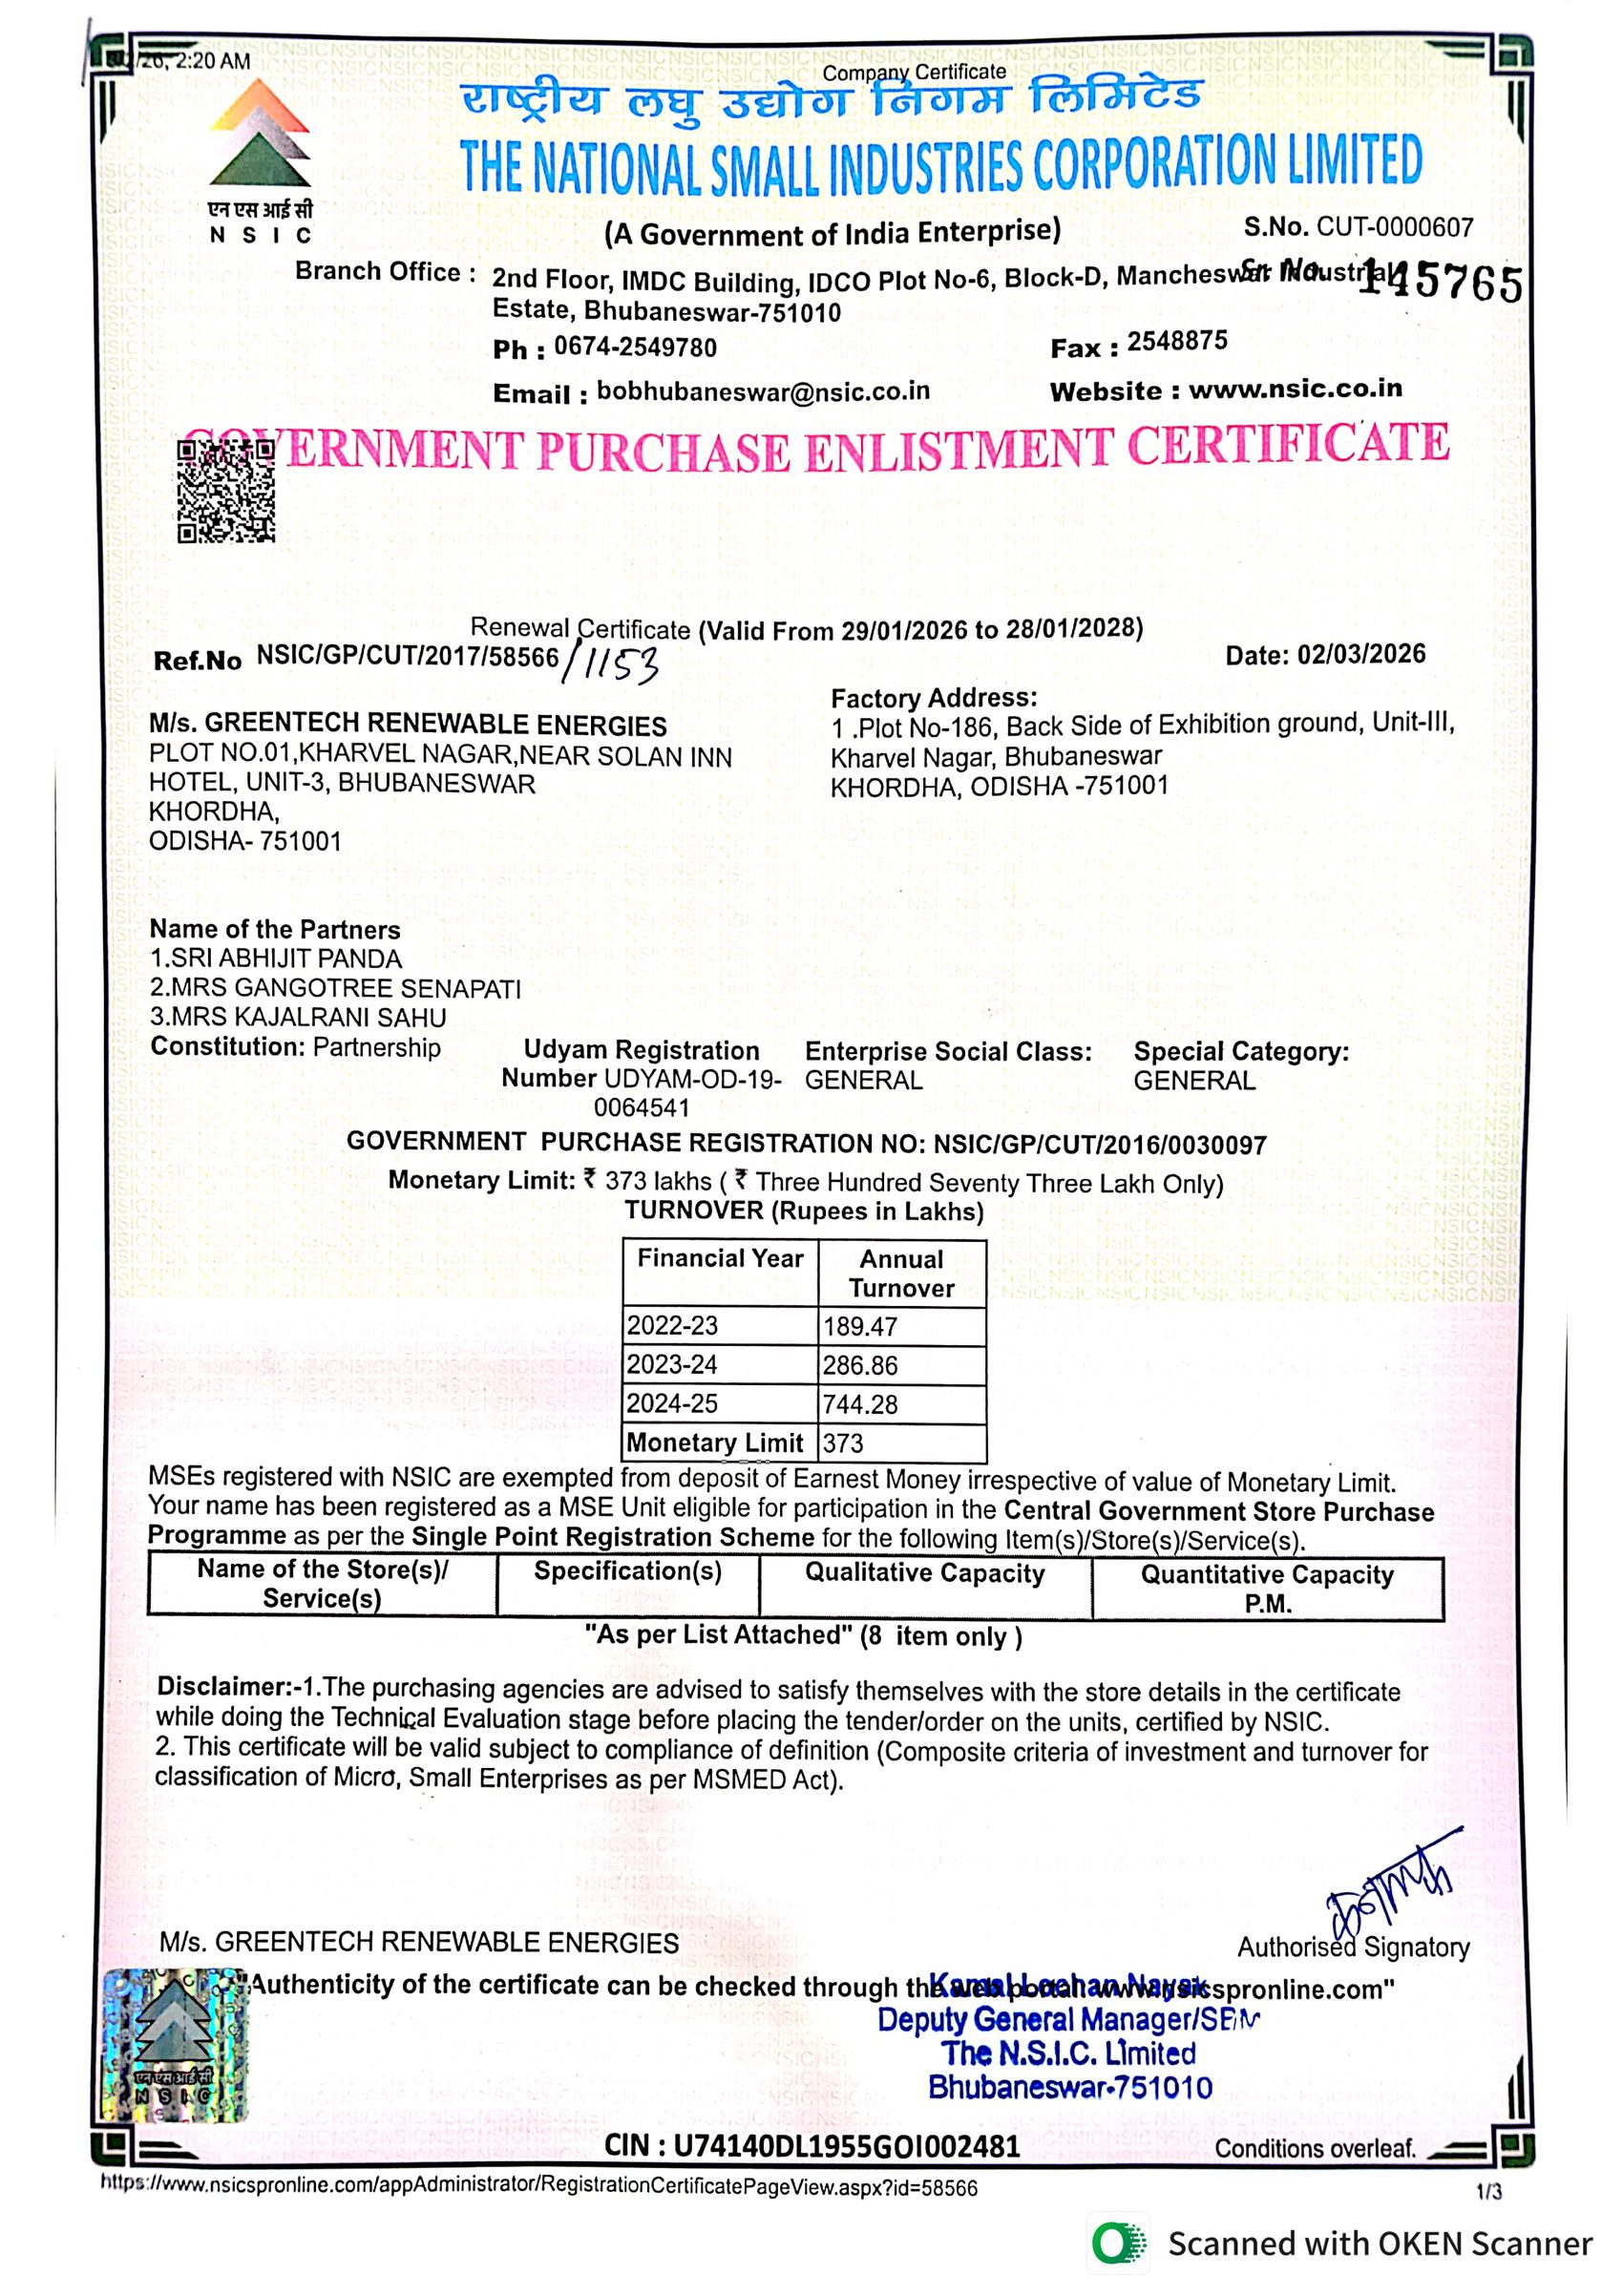 /26, 2:20 AM
Company Certificate
राष्ट्रीय लघु उद्योग निगम लिमिटेड
THE NATIONAL SMALL INDUSTRIES CORPORATION LIMITED
एन एस आई सी
N S I C
(A Government of India Enterprise)
S.No. CUT-0000607
Branch Office : 2nd Floor, IMDC Building, IDCO Plot No-6, Block-D, Mancheswar Industrial
Sr. No. 145765
Estate, Bhubaneswar-751010
Ph : 0674-2549780 Fax : 2548875
Email : bobhubaneswar@nsic.co.in Website : www.nsic.co.in
GOVERNMENT PURCHASE ENLISTMENT CERTIFICATE
Renewal Certificate (Valid From 29/01/2026 to 28/01/2028)
Ref.No NSIC/GP/CUT/2017/58566/1153 Date: 02/03/2026
M/s. GREENTECH RENEWABLE ENERGIES
PLOT NO.01,KHARVEL NAGAR,NEAR SOLAN INN
HOTEL, UNIT-3, BHUBANESWAR
KHORDHA,
ODISHA- 751001
Factory Address:
1 .Plot No-186, Back Side of Exhibition ground, Unit-III,
Kharvel Nagar, Bhubaneswar
KHORDHA, ODISHA -751001
Name of the Partners
1.SRI ABHIJIT PANDA
2.MRS GANGOTREE SENAPATI
3.MRS KAJALRANI SAHU
Constitution: Partnership
Udyam Registration
Number UDYAM-OD-19-
0064541
Enterprise Social Class:
GENERAL
Special Category:
GENERAL
GOVERNMENT PURCHASE REGISTRATION NO: NSIC/GP/CUT/2016/0030097
Monetary Limit: ₹ 373 lakhs ( ₹ Three Hundred Seventy Three Lakh Only)
TURNOVER (Rupees in Lakhs)
Financial Year Annual Turnover
2022-23 189.47
2023-24 286.86
2024-25 744.28
Monetary Limit 373
MSEs registered with NSIC are exempted from deposit of Earnest Money irrespective of value of Monetary Limit.
Your name has been registered as a MSE Unit eligible for participation in the Central Government Store Purchase
Programme as per the Single Point Registration Scheme for the following Item(s)/Store(s)/Service(s).
Name of the Store(s)/ Service(s) Specification(s) Qualitative Capacity Quantitative Capacity P.M.
"As per List Attached" (8 item only )
Disclaimer:-1.The purchasing agencies are advised to satisfy themselves with the store details in the certificate
while doing the Technical Evaluation stage before placing the tender/order on the units, certified by NSIC.
2. This certificate will be valid subject to compliance of definition (Composite criteria of investment and turnover for
classification of Micro, Small Enterprises as per MSMED Act).
M/s. GREENTECH RENEWABLE ENERGIES
Authorised Signatory
"Authenticity of the certificate can be checked through the web portal www.nsicspronline.com"
Kamal Lochan Nayak
Deputy General Manager/SBM
The N.S.I.C. Limited
Bhubaneswar-751010
एन एस आई सी
N S I C
CIN : U74140DL1955GOI002481
Conditions overleaf.
https://www.nsicspronline.com/appAdministrator/RegistrationCertificatePageView.aspx?id=58566
1/3
Scanned with OKEN Scanner